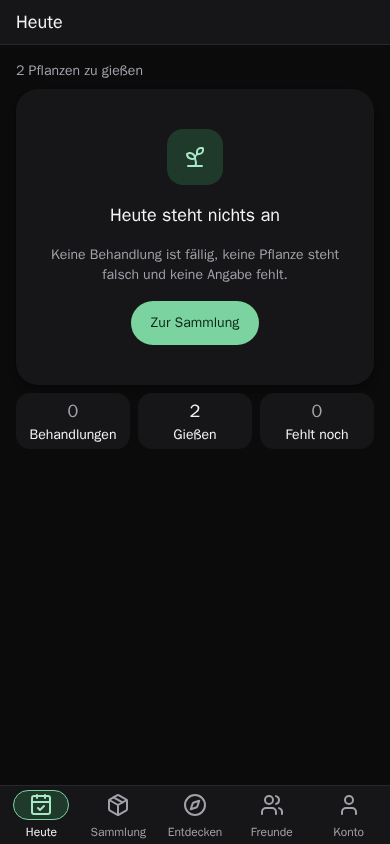 Heute
2 Pflanzen zu gießen
Heute steht nichts an
Keine Behandlung ist fällig, keine Pflanze steht
falsch und keine Angabe fehlt.
Zur Sammlung
0
Behandlungen
2
Gießen
0
Fehlt noch
Heute
Sammlung
Entdecken
Freunde
Konto